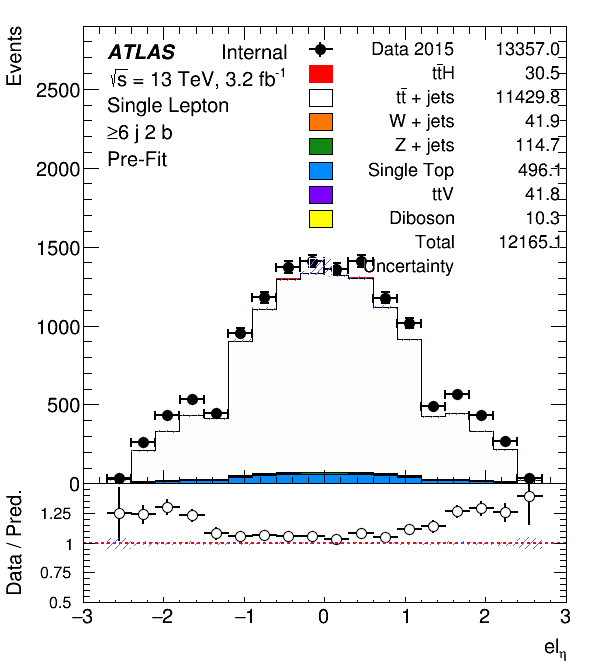 Events
ATLAS Internal
√s = 13 TeV, 3.2 fb⁻¹
Single Lepton
≥6 j 2 b
Pre-Fit
Data 2015 13357.0
tt̄H 30.5
tt̄ + jets 11429.8
W + jets 41.9
Z + jets 114.7
Single Top 496.1
ttV 41.8
Diboson 10.3
Total 12165.1
Uncertainty
2500
2000
1500
1000
500
0
Data / Pred.
1.25
1
0.75
0.5
−3 −2 −1 0 1 2 3
el_η